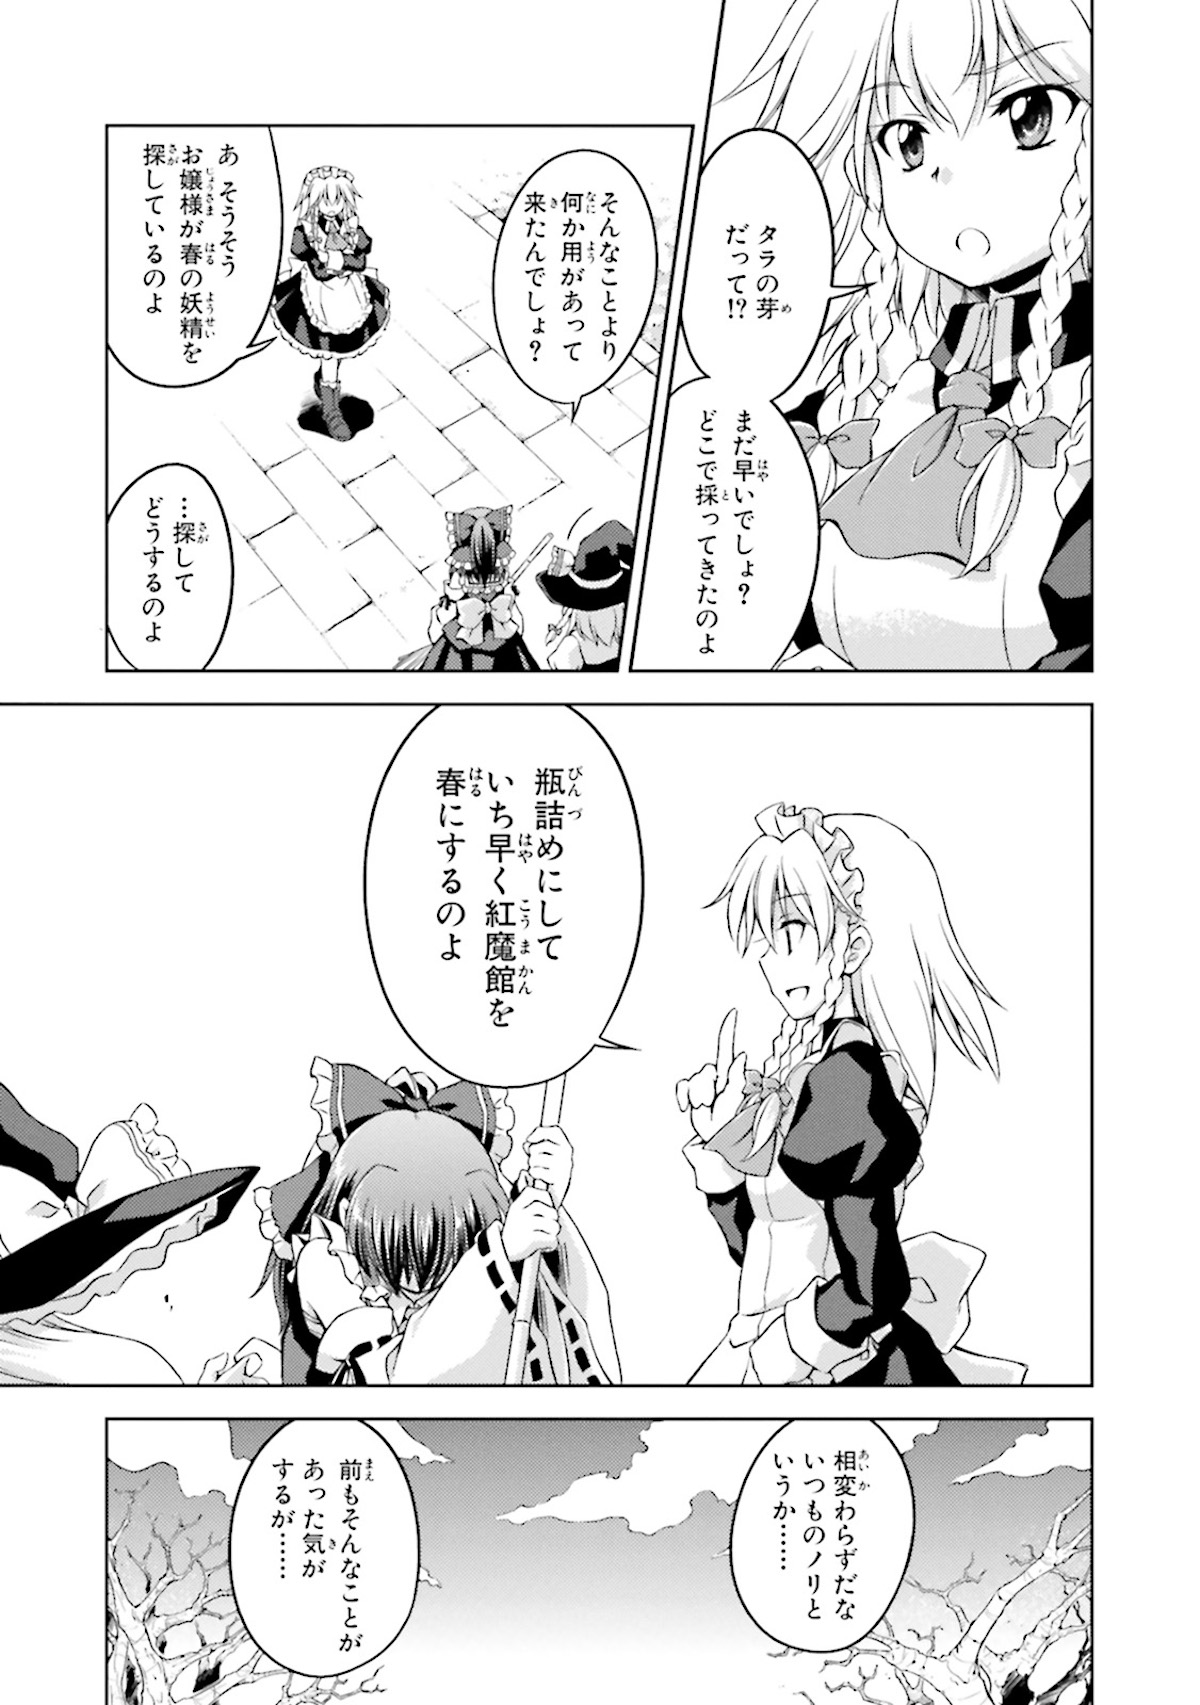 タラの芽
だって!?
まだ早いでしょ?
どこで採ってきたのよ
そんなことより
何か用があって
来たんでしょ?
あ そうそう
お嬢様が春の妖精を
探しているのよ
…探して
どうするのよ
瓶詰めにして
いち早く紅魔館を
春にするのよ
相変わらずだな
いつものノリと
いうか……
前もそんなことが
あった気が
するが……